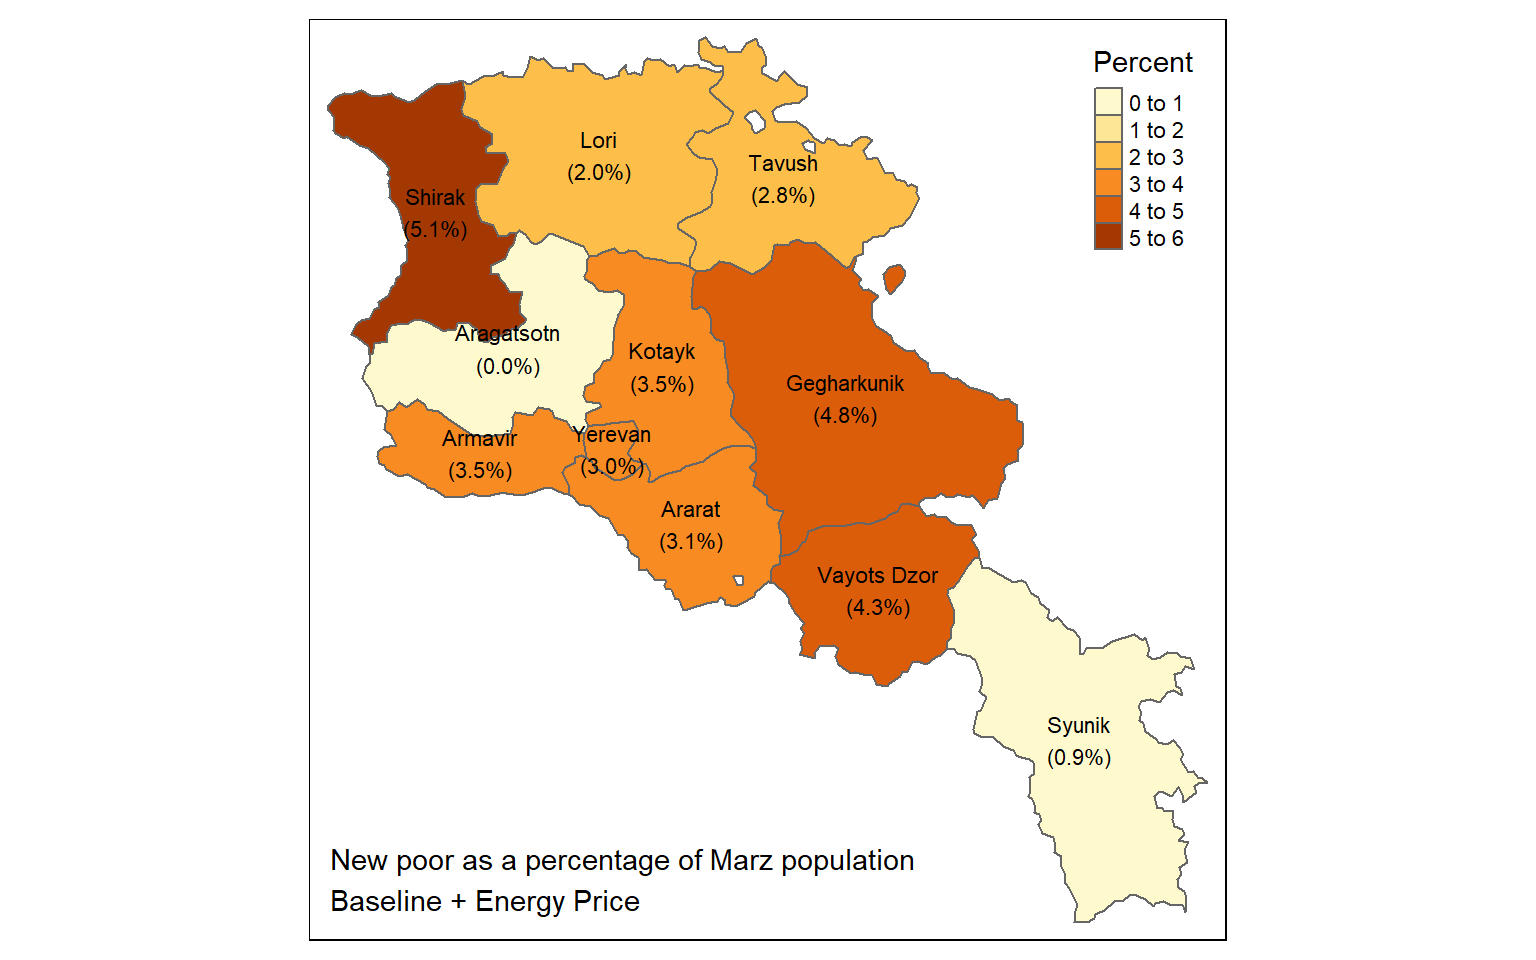 Percent
0 to 1
1 to 2
2 to 3
3 to 4
4 to 5
5 to 6
Lori
(2.0%)
Tavush
(2.8%)
Shirak
(5.1%)
Aragatsotn
(0.0%)
Kotayk
(3.5%)
Gegharkunik
(4.8%)
Armavir
(3.5%)
Yerevan
(3.0%)
Ararat
(3.1%)
Vayots Dzor
(4.3%)
Syunik
(0.9%)
New poor as a percentage of Marz population
Baseline + Energy Price